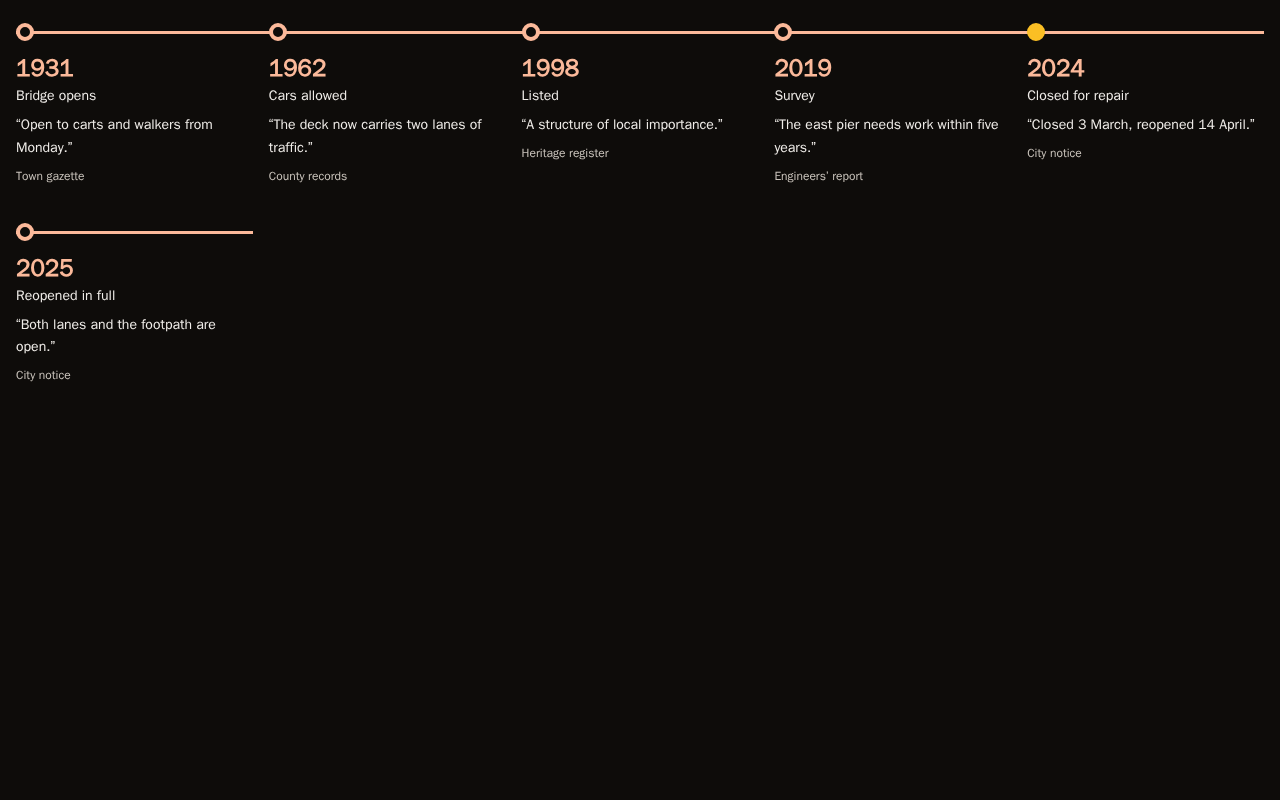 1931
Bridge opens
“Open to carts and walkers from
Monday.”
Town gazette
1962
Cars allowed
“The deck now carries two lanes of
traffic.”
County records
1998
Listed
“A structure of local importance.”
Heritage register
2019
Survey
“The east pier needs work within five
years.”
Engineers’ report
2024
Closed for repair
“Closed 3 March, reopened 14 April.”
City notice
2025
Reopened in full
“Both lanes and the footpath are
open.”
City notice